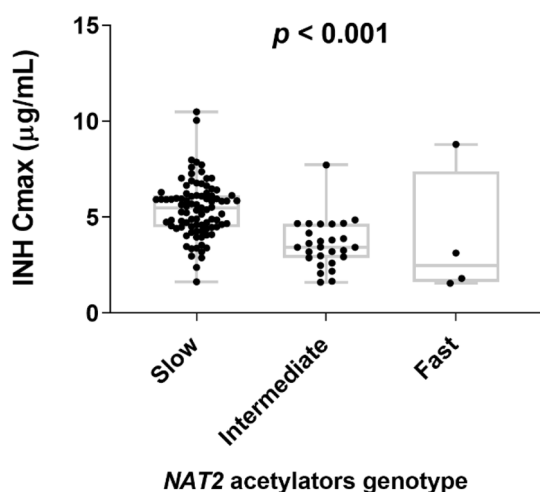 p < 0.001
INH Cmax (μg/mL)
15
10
5
0
Slow
Intermediate
Fast
NAT2 acetylators genotype